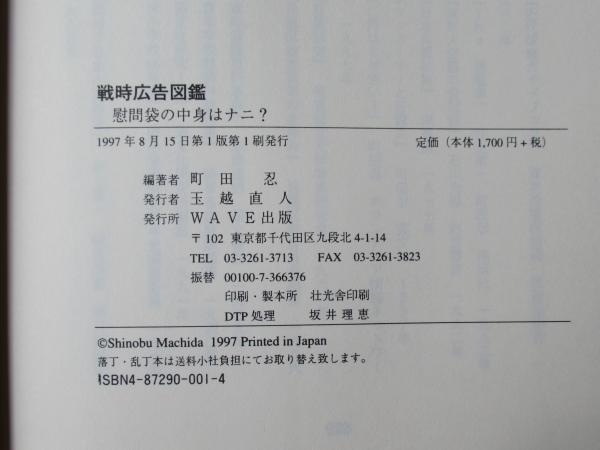 戦時広告図鑑
慰問袋の中身はナニ？
1997年8月15日第1版第1刷発行 定価（本体1,700円+税）
編著者 町田 忍
発行者 玉越直人
発行所 WAVE出版
〒102 東京都千代田区九段北4-1-14
TEL 03-3261-3713 FAX 03-3261-3823
振替 00100-7-366376
印刷・製本所 壮光舎印刷
DTP処理 坂井理恵
©Shinobu Machida 1997 Printed in Japan
落丁・乱丁本は送料小社負担にてお取り替え致します。
ISBN4-87290-001-4